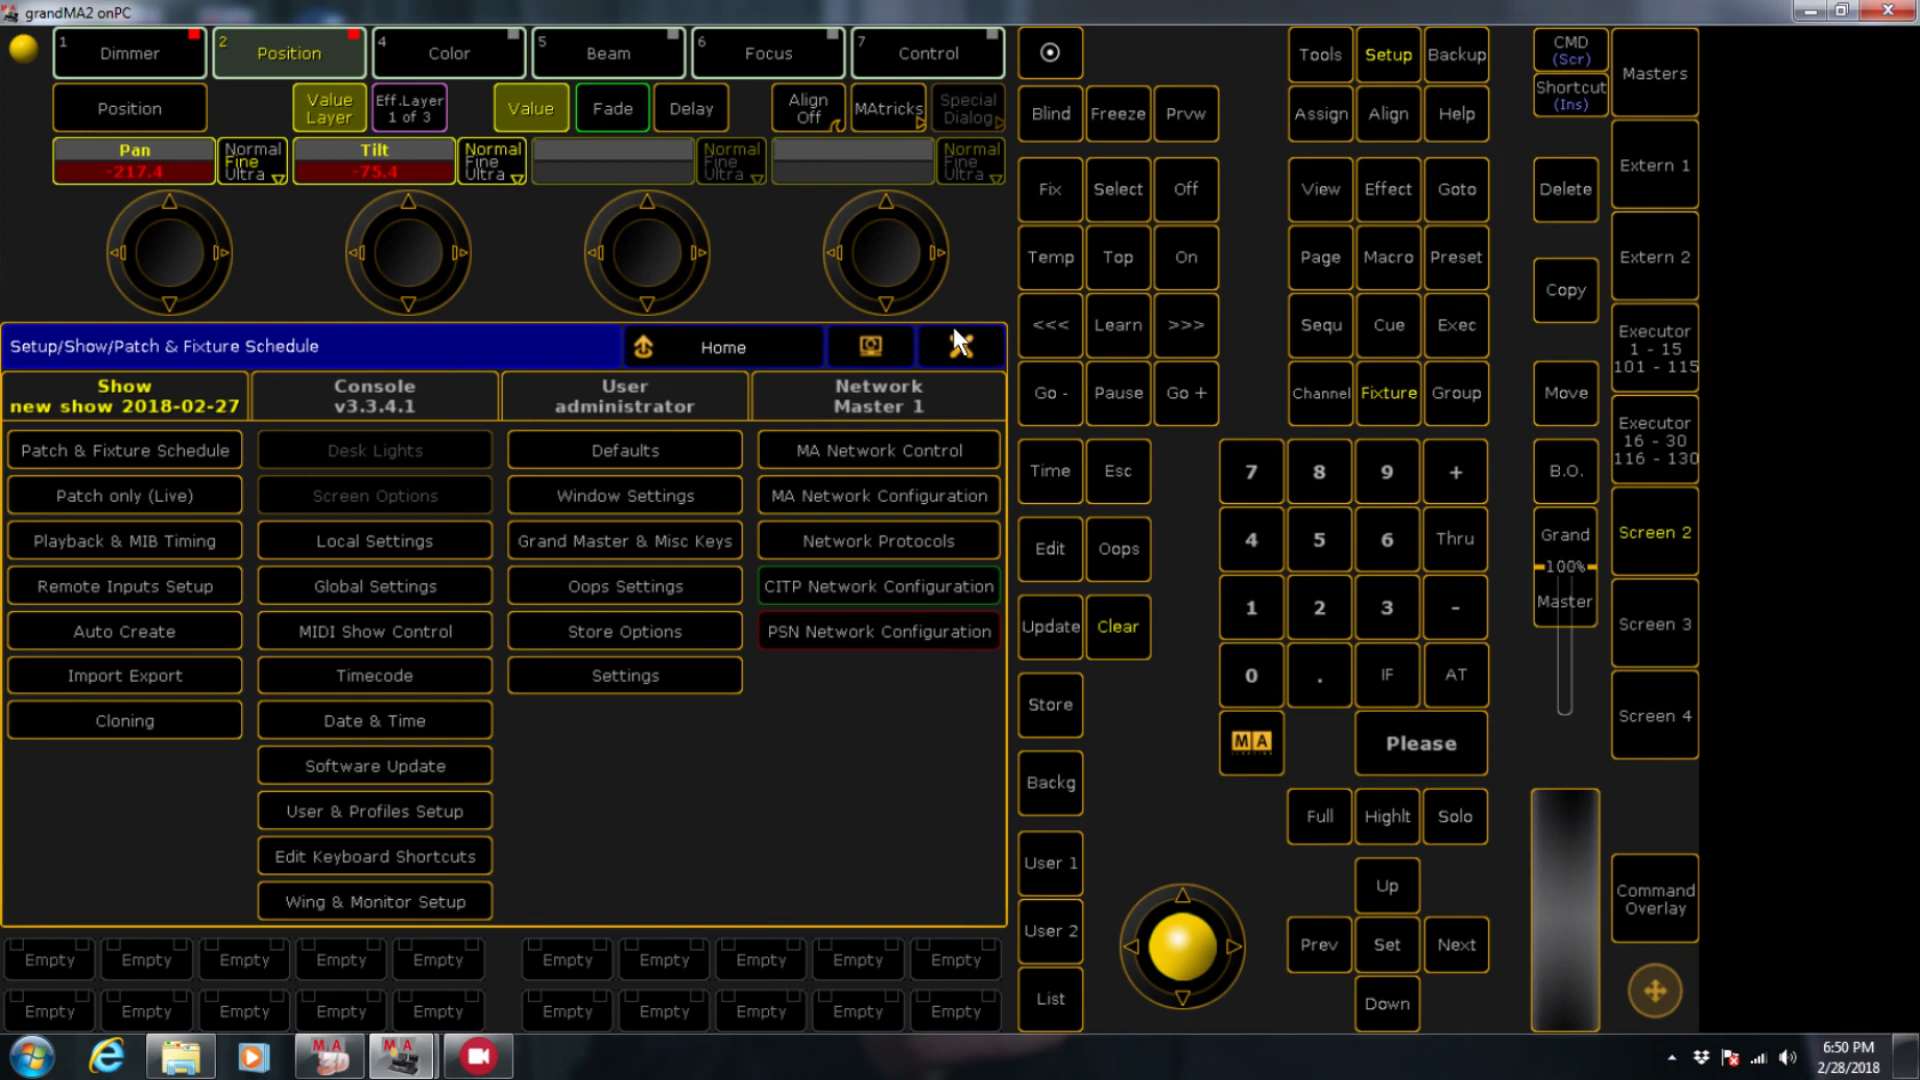 grandMA2 onPC
1 Dimmer
2 Position
4 Color
5 Beam
6 Focus
7 Control
Position
Value Layer
Eff.Layer 1 of 3
Value
Fade
Delay
Align Off
MAtricks
Special Dialog
Pan
-217.4
Normal
Fine
Ultra
Tilt
-75.4
Normal
Fine
Ultra
Normal
Fine
Ultra
Normal
Fine
Ultra
Setup/Show/Patch & Fixture Schedule
Home
Show
new show 2018-02-27
Console
v3.3.4.1
User
administrator
Network
Master 1
Patch & Fixture Schedule
Patch only (Live)
Playback & MIB Timing
Remote Inputs Setup
Auto Create
Import Export
Cloning
Desk Lights
Screen Options
Local Settings
Global Settings
MIDI Show Control
Timecode
Date & Time
Software Update
User & Profiles Setup
Edit Keyboard Shortcuts
Wing & Monitor Setup
Defaults
Window Settings
Grand Master & Misc Keys
Oops Settings
Store Options
Settings
MA Network Control
MA Network Configuration
Network Protocols
CITP Network Configuration
PSN Network Configuration
Empty Empty Empty Empty Empty Empty Empty Empty Empty Empty
Empty Empty Empty Empty Empty Empty Empty Empty Empty Empty
Blind Freeze Prvw
Fix Select Off
Temp Top On
<<< Learn >>>
Go - Pause Go +
Time Esc
Edit Oops
Update Clear
Store
Backg
User 1
User 2
List
Tools Setup Backup
Assign Align Help
View Effect Goto
Page Macro Preset
Sequ Cue Exec
Channel Fixture Group
7 8 9 +
4 5 6 Thru
1 2 3 -
0 . IF AT
MA
Please
Full Highlt Solo
Up
Prev Set Next
Down
CMD
(Scr)
Shortcut
(Ins)
Delete
Copy
Move
B.O.
Grand
100%
Master
Masters
Extern 1
Extern 2
Executor
1 - 15
101 - 115
Executor
16 - 30
116 - 130
Screen 2
Screen 3
Screen 4
Command
Overlay
MA
MA
6:50 PM
2/28/2018